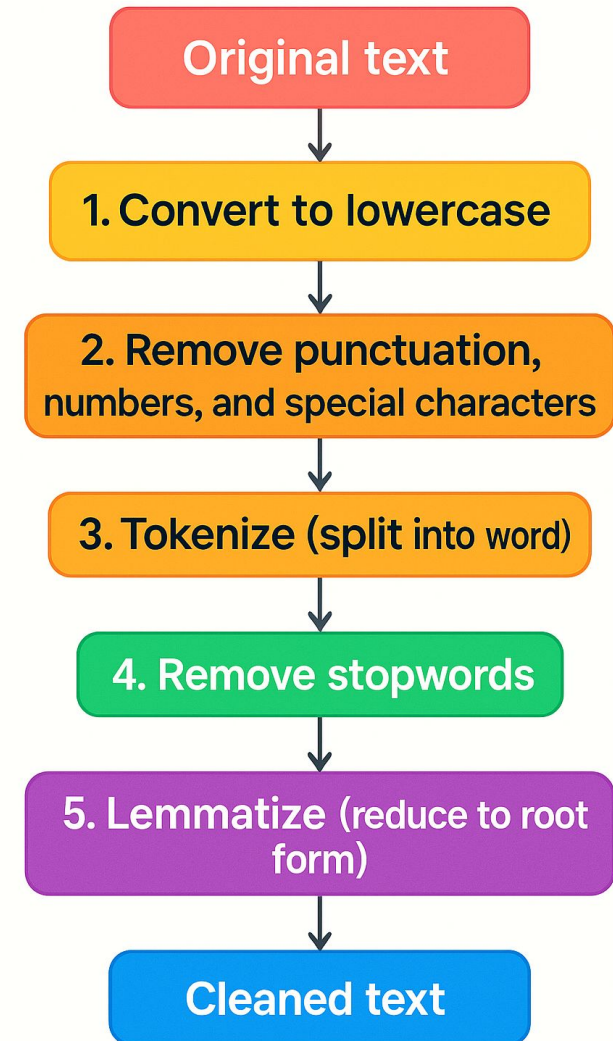 Original text
1. Convert to lowercase
2. Remove punctuation,
numbers, and special characters
3. Tokenize (split into word)
4. Remove stopwords
5. Lemmatize (reduce to root
form)
Cleaned text